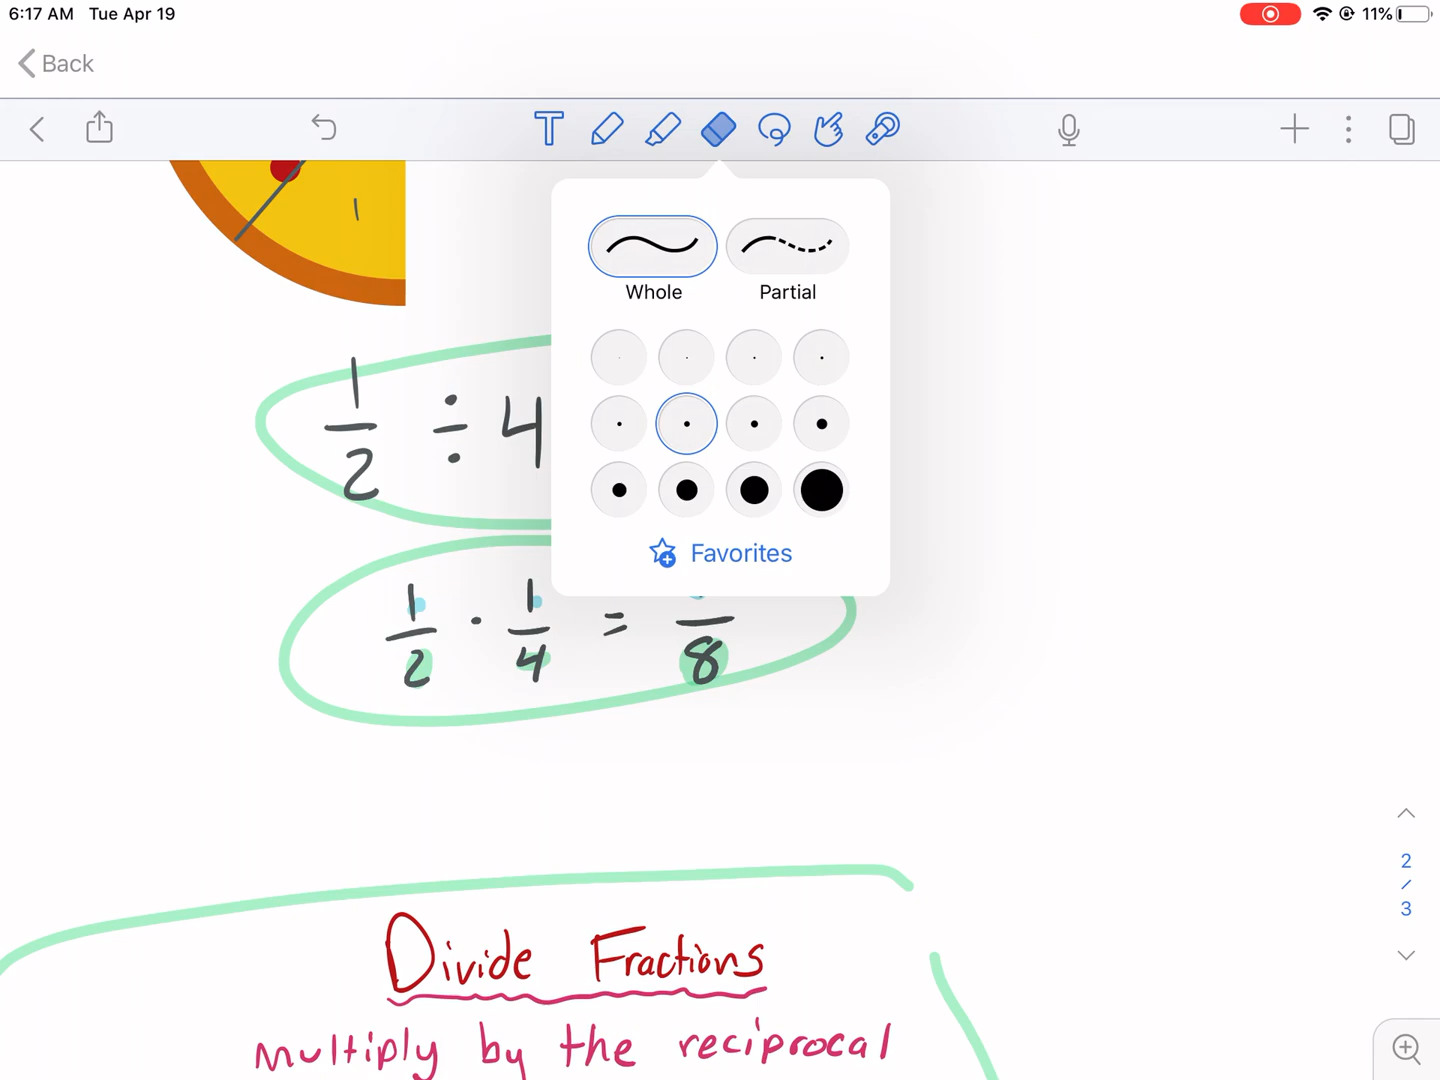 6:17 AM Tue Apr 19
11%
Back
T
1
Whole Partial
1/2 ÷ 4
Favorites
1/2 · 1/4 = /8
2/3
Divide Fractions
multiply by the reciprocal